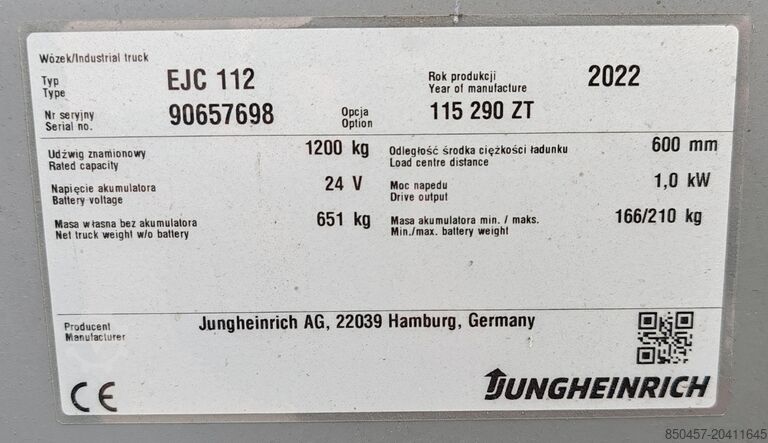 Wózek/Industrial truck
Typ
Type
EJC 112
Rok produkcji
Year of manufacture
2022
Nr seryjny
Serial no.
90657698
Opcja
Option
115 290 ZT
Udźwig znamionowy
Rated capacity
1200 kg
Odległość środka ciężkości ładunku
Load centre distance
600 mm
Napięcie akumulatora
Battery voltage
24 V
Moc napędu
Drive output
1,0 kW
Masa własna bez akumulatora
Net truck weight w/o battery
651 kg
Masa akumulatora min. / maks.
Min./max. battery weight
166/210 kg
Producent
Manufacturer
Jungheinrich AG, 22039 Hamburg, Germany
CE
JUNGHEINRICH
850457-20411645